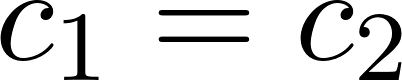 c₁ = c₂